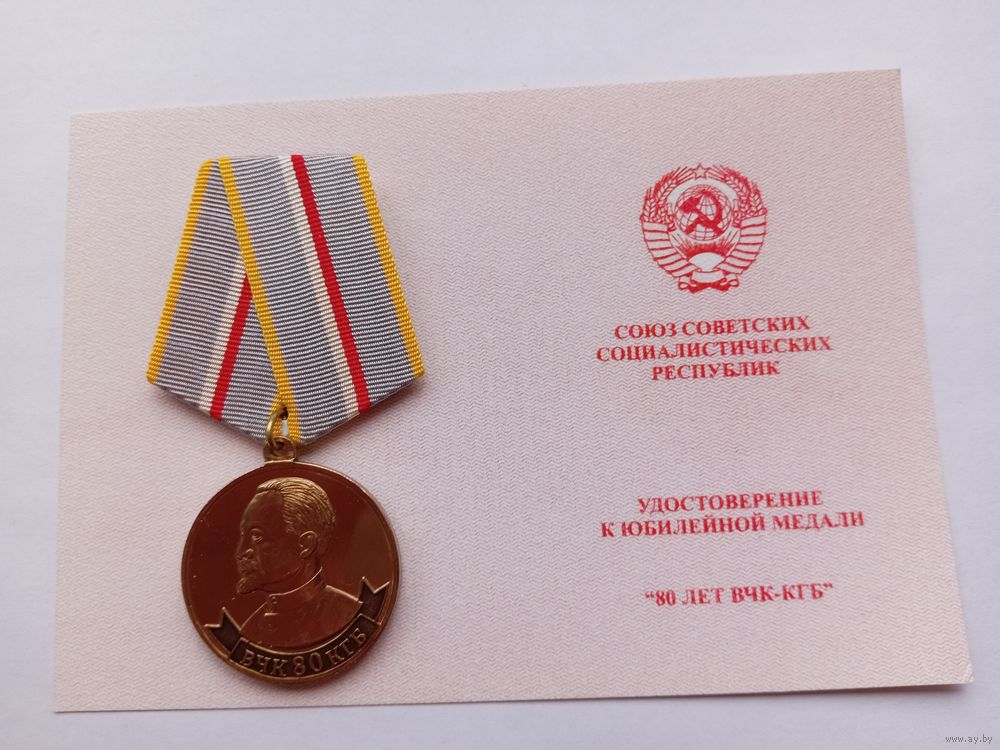 СОЮЗ СОВЕТСКИХ
СОЦИАЛИСТИЧЕСКИХ
РЕСПУБЛИК
УДОСТОВЕРЕНИЕ
К ЮБИЛЕЙНОЙ МЕДАЛИ
“80 ЛЕТ ВЧК-КГБ”
ВЧК 80 КГБ
www.ay.by